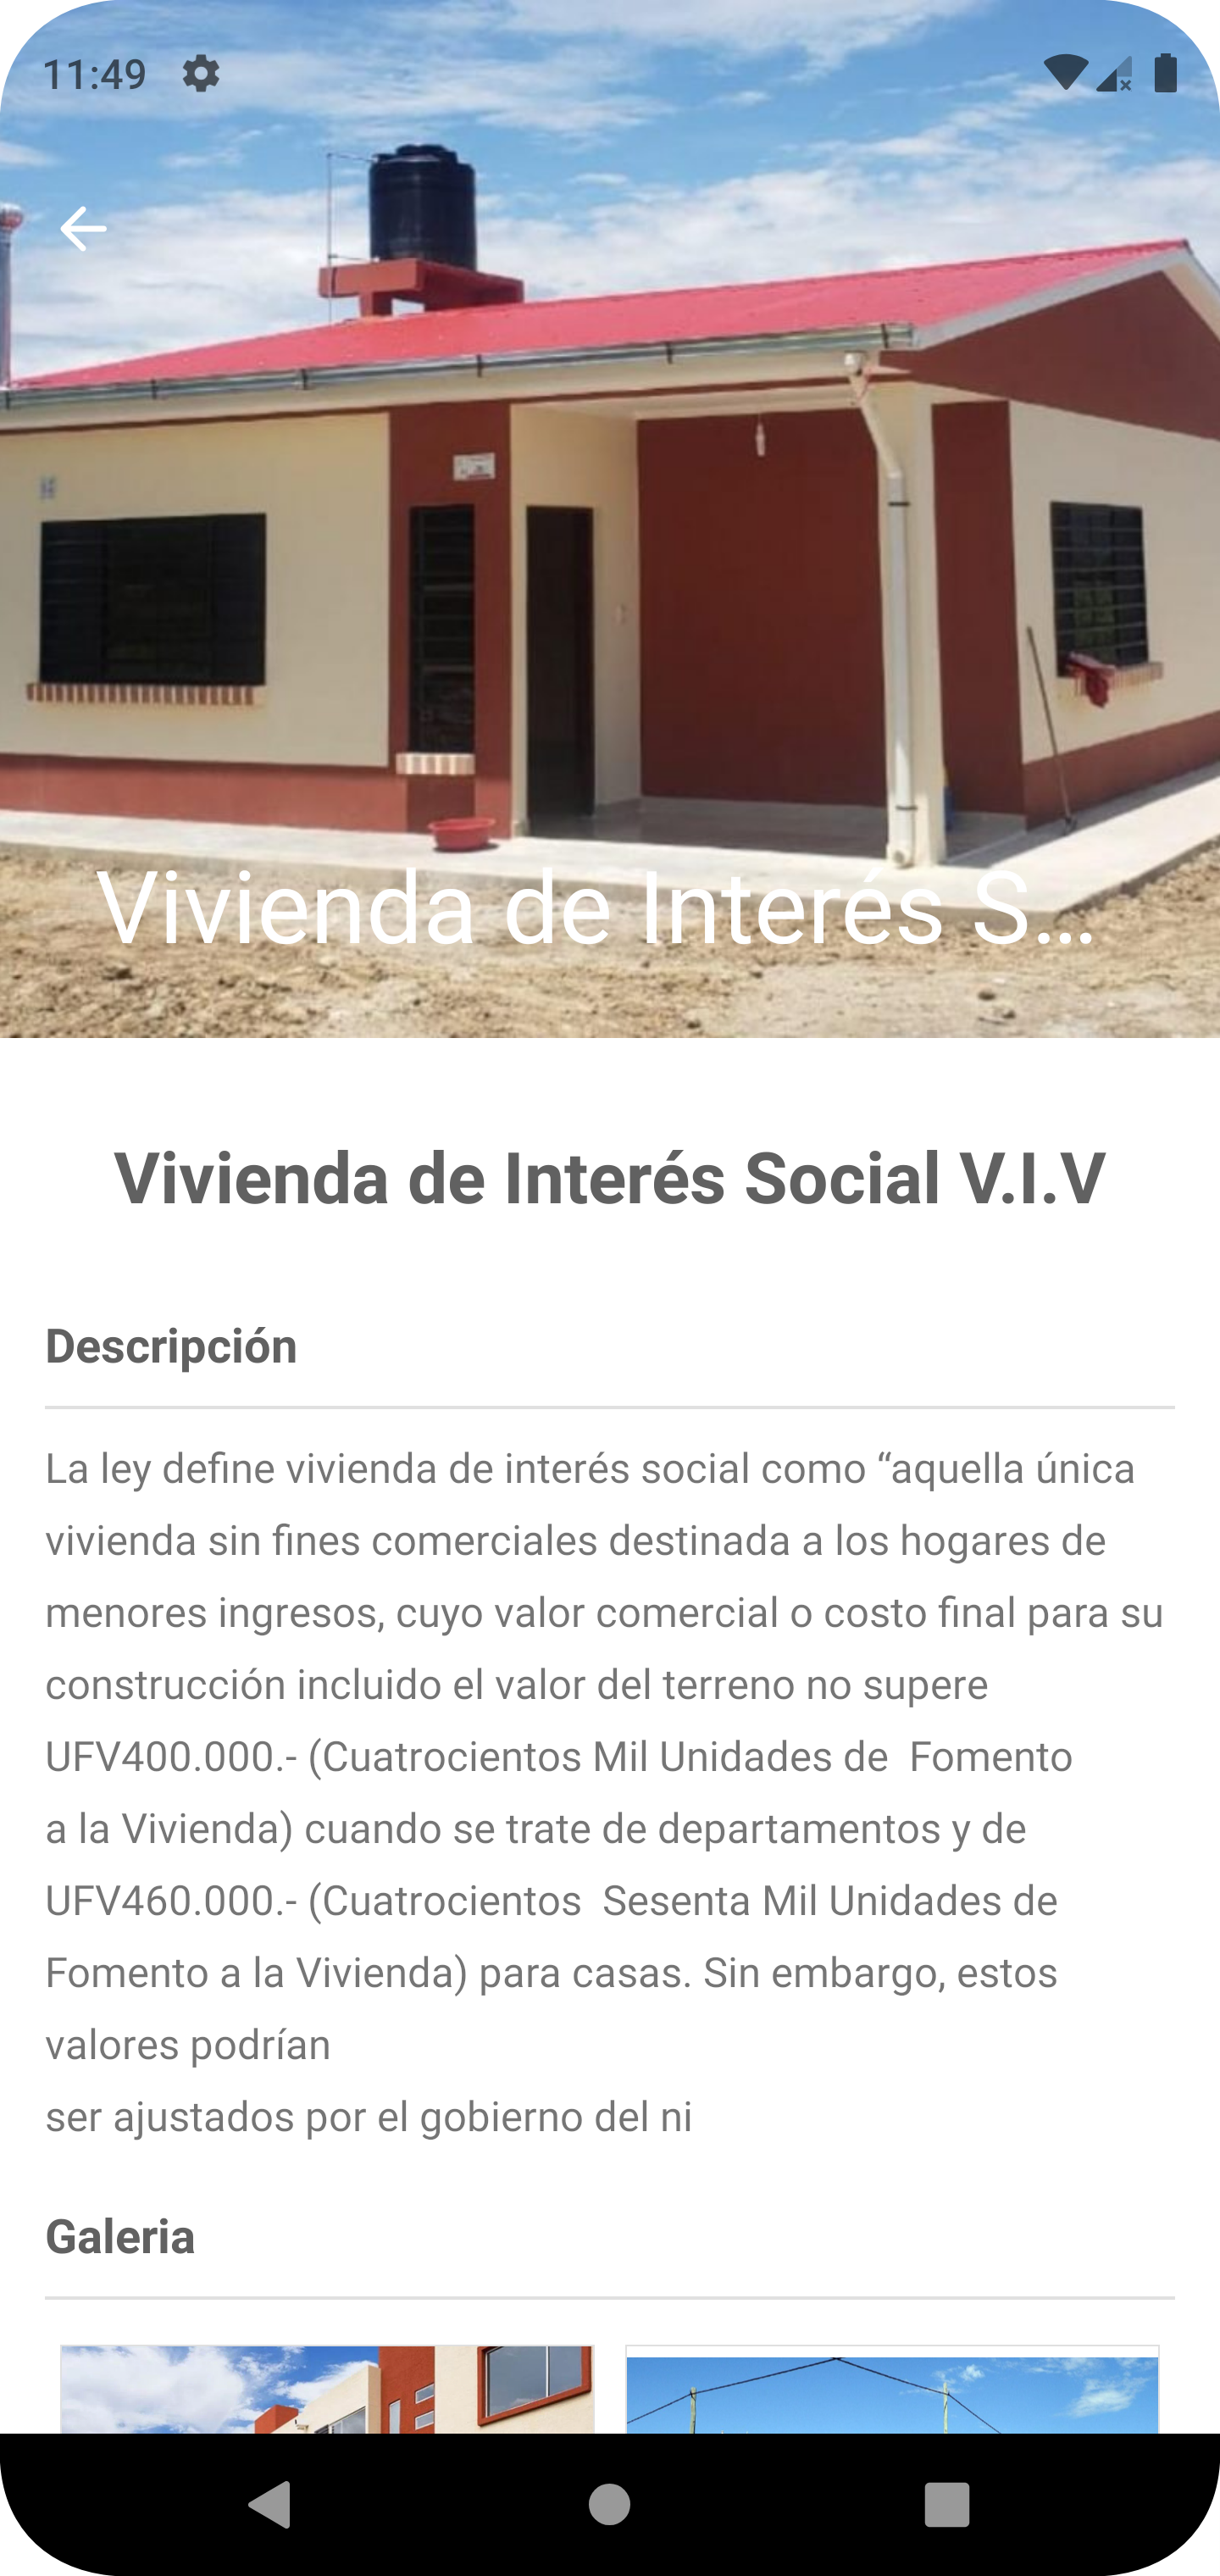 11:49
Vivienda de Interés S...
Vivienda de Interés Social V.I.V
Descripción
La ley define vivienda de interés social como “aquella única
vivienda sin fines comerciales destinada a los hogares de
menores ingresos, cuyo valor comercial o costo final para su
construcción incluido el valor del terreno no supere
UFV400.000.- (Cuatrocientos Mil Unidades de  Fomento
a la Vivienda) cuando se trate de departamentos y de
UFV460.000.- (Cuatrocientos  Sesenta Mil Unidades de
Fomento a la Vivienda) para casas. Sin embargo, estos
valores podrían
ser ajustados por el gobierno del ni
Galeria